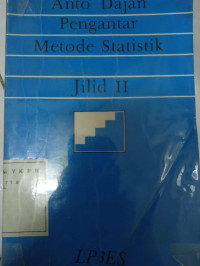 Anto Dajan
Pengantar
Metode Statistik
Jilid II
LP3ES